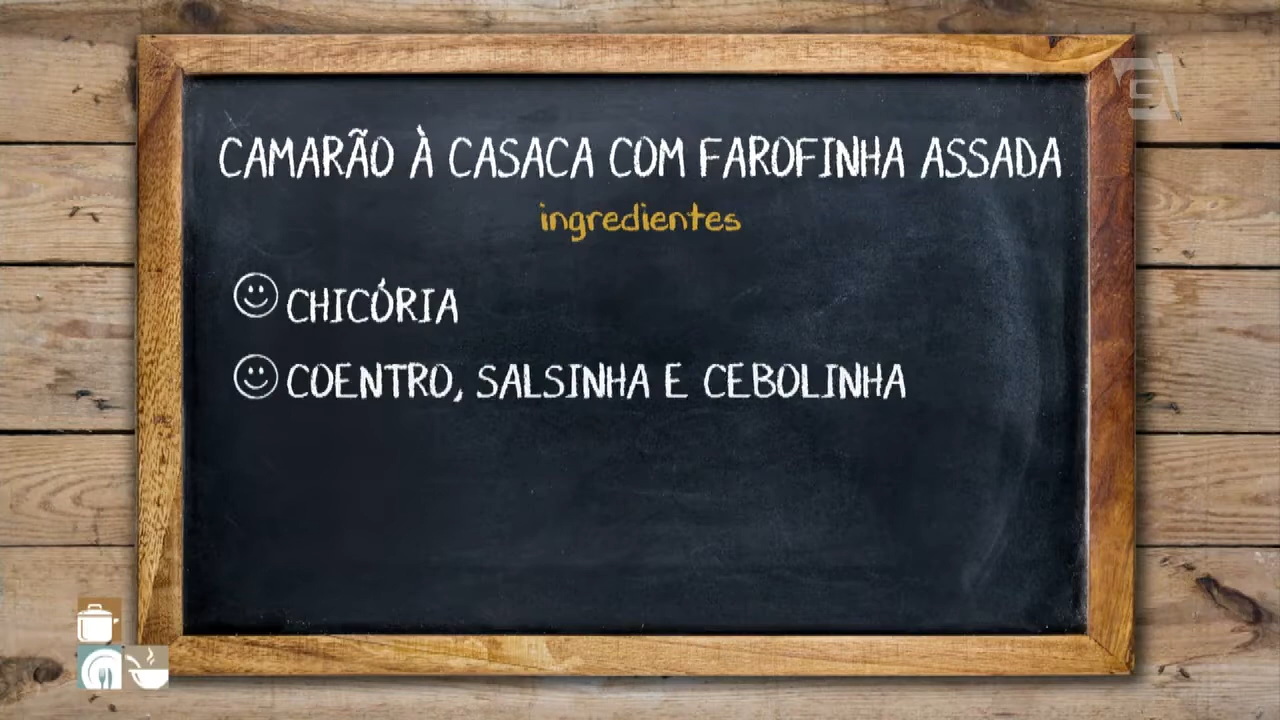 CAMARÃO À CASACA COM FAROFINHA ASSADA
ingredientes
CHICÓRIA
COENTRO, SALSINHA E CEBOLINHA